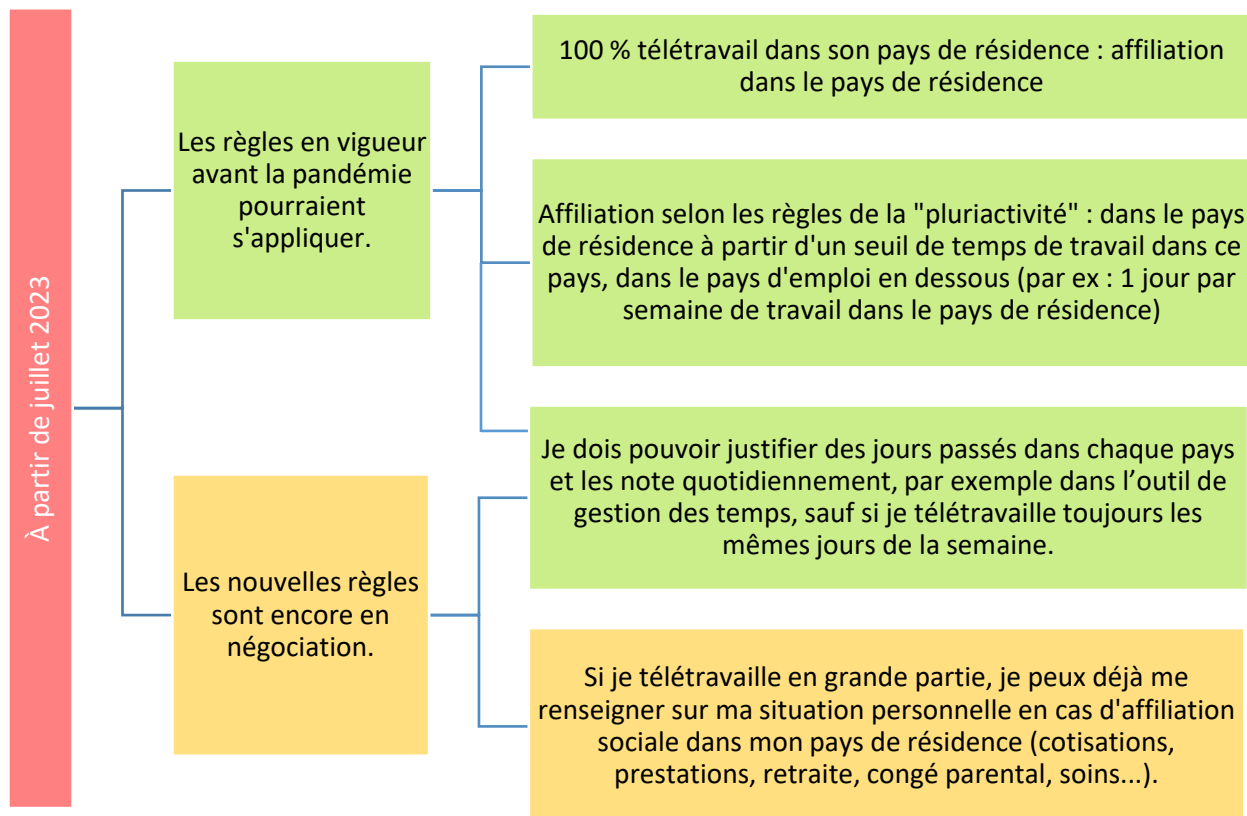 À partir de juillet 2023
Les règles en vigueur
avant la pandémie
pourraient
s'appliquer.
100 % télétravail dans son pays de résidence : affiliation
dans le pays de résidence
Affiliation selon les règles de la "pluriactivité" : dans le pays
de résidence à partir d'un seuil de temps de travail dans ce
pays, dans le pays d'emploi en dessous (par ex : 1 jour par
semaine de travail dans le pays de résidence)
Je dois pouvoir justifier des jours passés dans chaque pays
et les note quotidiennement, par exemple dans l’outil de
gestion des temps, sauf si je télétravaille toujours les
mêmes jours de la semaine.
Les nouvelles règles
sont encore en
négociation.
Si je télétravaille en grande partie, je peux déjà me
renseigner sur ma situation personnelle en cas d'affiliation
sociale dans mon pays de résidence (cotisations,
prestations, retraite, congé parental, soins...).